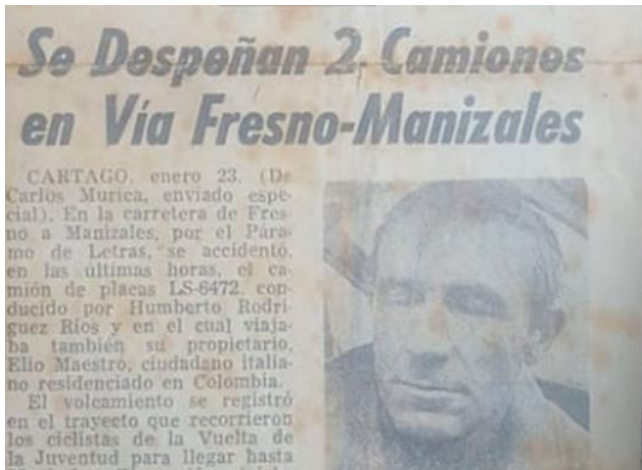 Se Despeñan 2 Camiones
en Vía Fresno-Manizales
CARTAGO, enero 23. (De
Carlos Murica, enviado espe-
cial). En la carretera de Fres-
no a Manizales, por el Pára-
mo de Letras, se accidentó,
en las últimas horas, el ca-
mión de placas LS-6472, con-
ducido por Humberto Rodrí-
guez Ríos y en el cual viaja-
ba también su propietario,
Elio Maestro, ciudadano italia-
no residenciado en Colombia.
El volcamiento se registró
en el trayecto que recorrieron
los ciclistas de la Vuelta de
la Juventud para llegar hasta